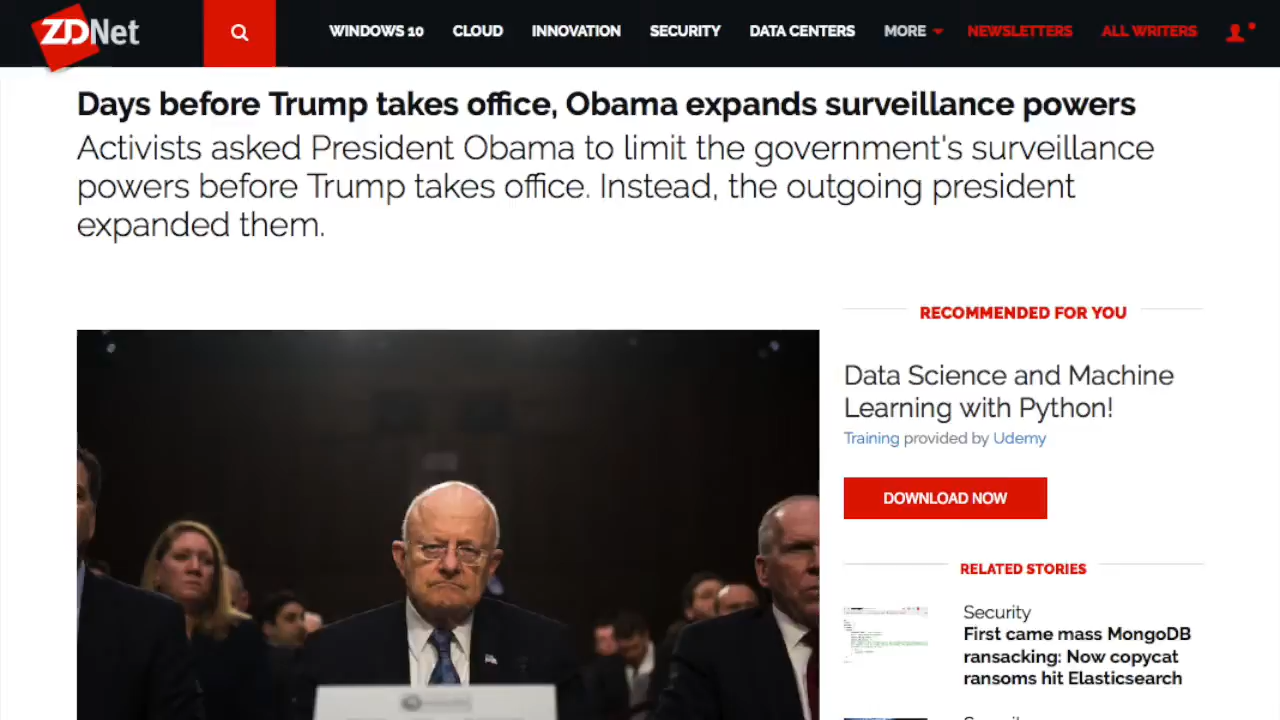 ZDNet
WINDOWS 10 CLOUD INNOVATION SECURITY DATA CENTERS MORE NEWSLETTERS ALL WRITERS
Days before Trump takes office, Obama expands surveillance powers
Activists asked President Obama to limit the government's surveillance
powers before Trump takes office. Instead, the outgoing president
expanded them.
RECOMMENDED FOR YOU
Data Science and Machine
Learning with Python!
Training provided by Udemy
DOWNLOAD NOW
RELATED STORIES
Security
First came mass MongoDB
ransacking: Now copycat
ransoms hit Elasticsearch